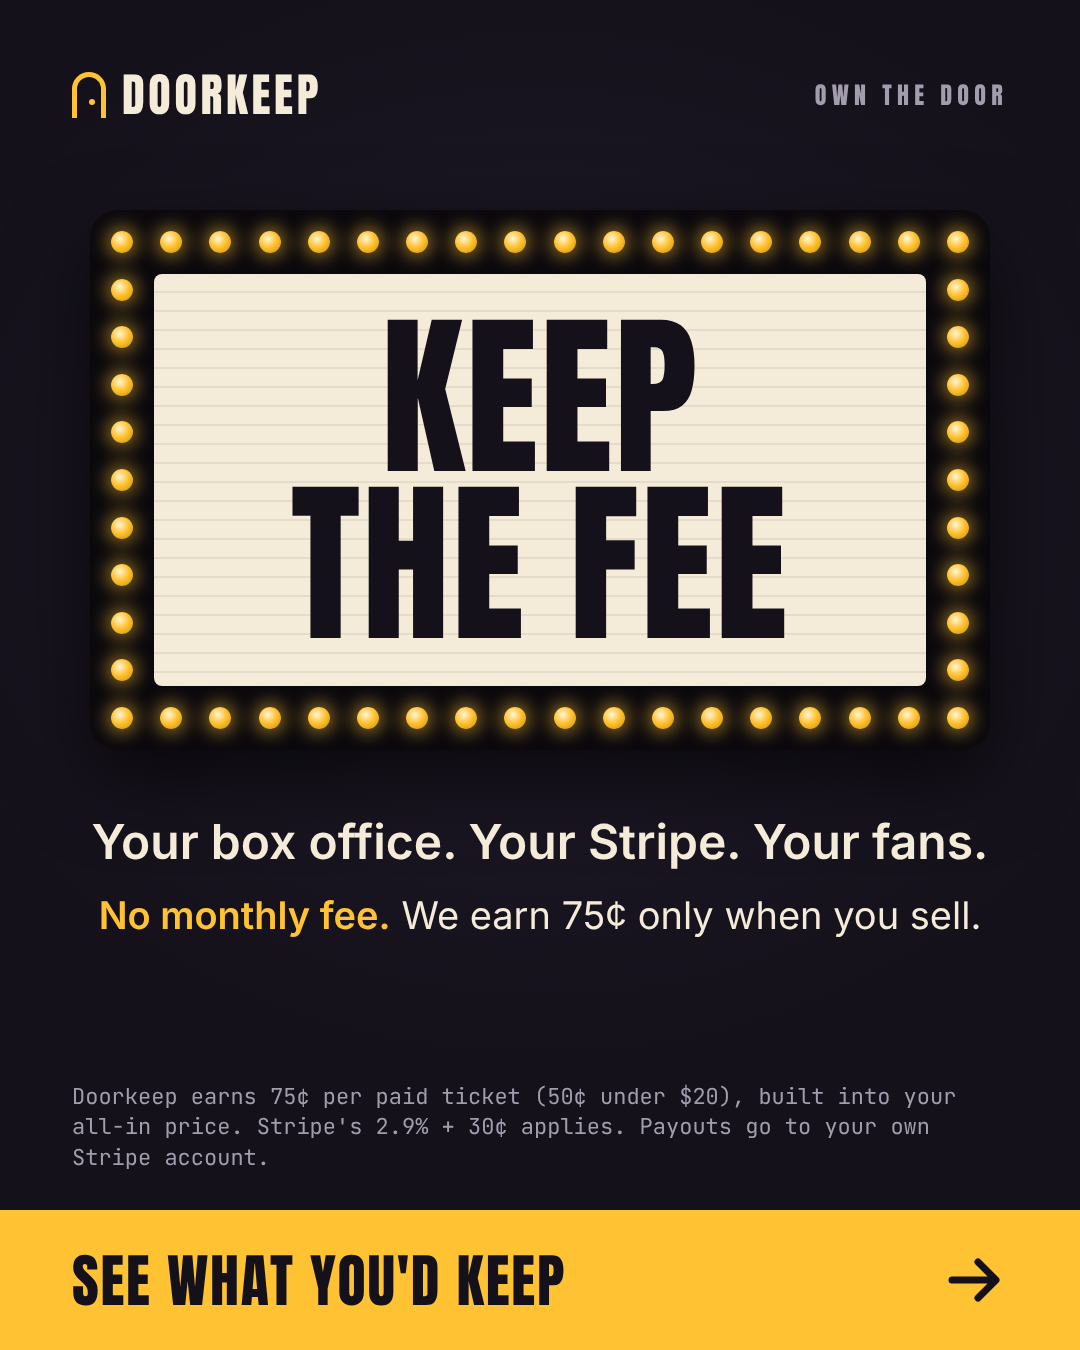 DOORKEEP
OWN THE DOOR
KEEP
THE FEE
Your box office. Your Stripe. Your fans.
No monthly fee. We earn 75¢ only when you sell.
Doorkeep earns 75¢ per paid ticket (50¢ under $20), built into your
all-in price. Stripe's 2.9% + 30¢ applies. Payouts go to your own
Stripe account.
SEE WHAT YOU'D KEEP